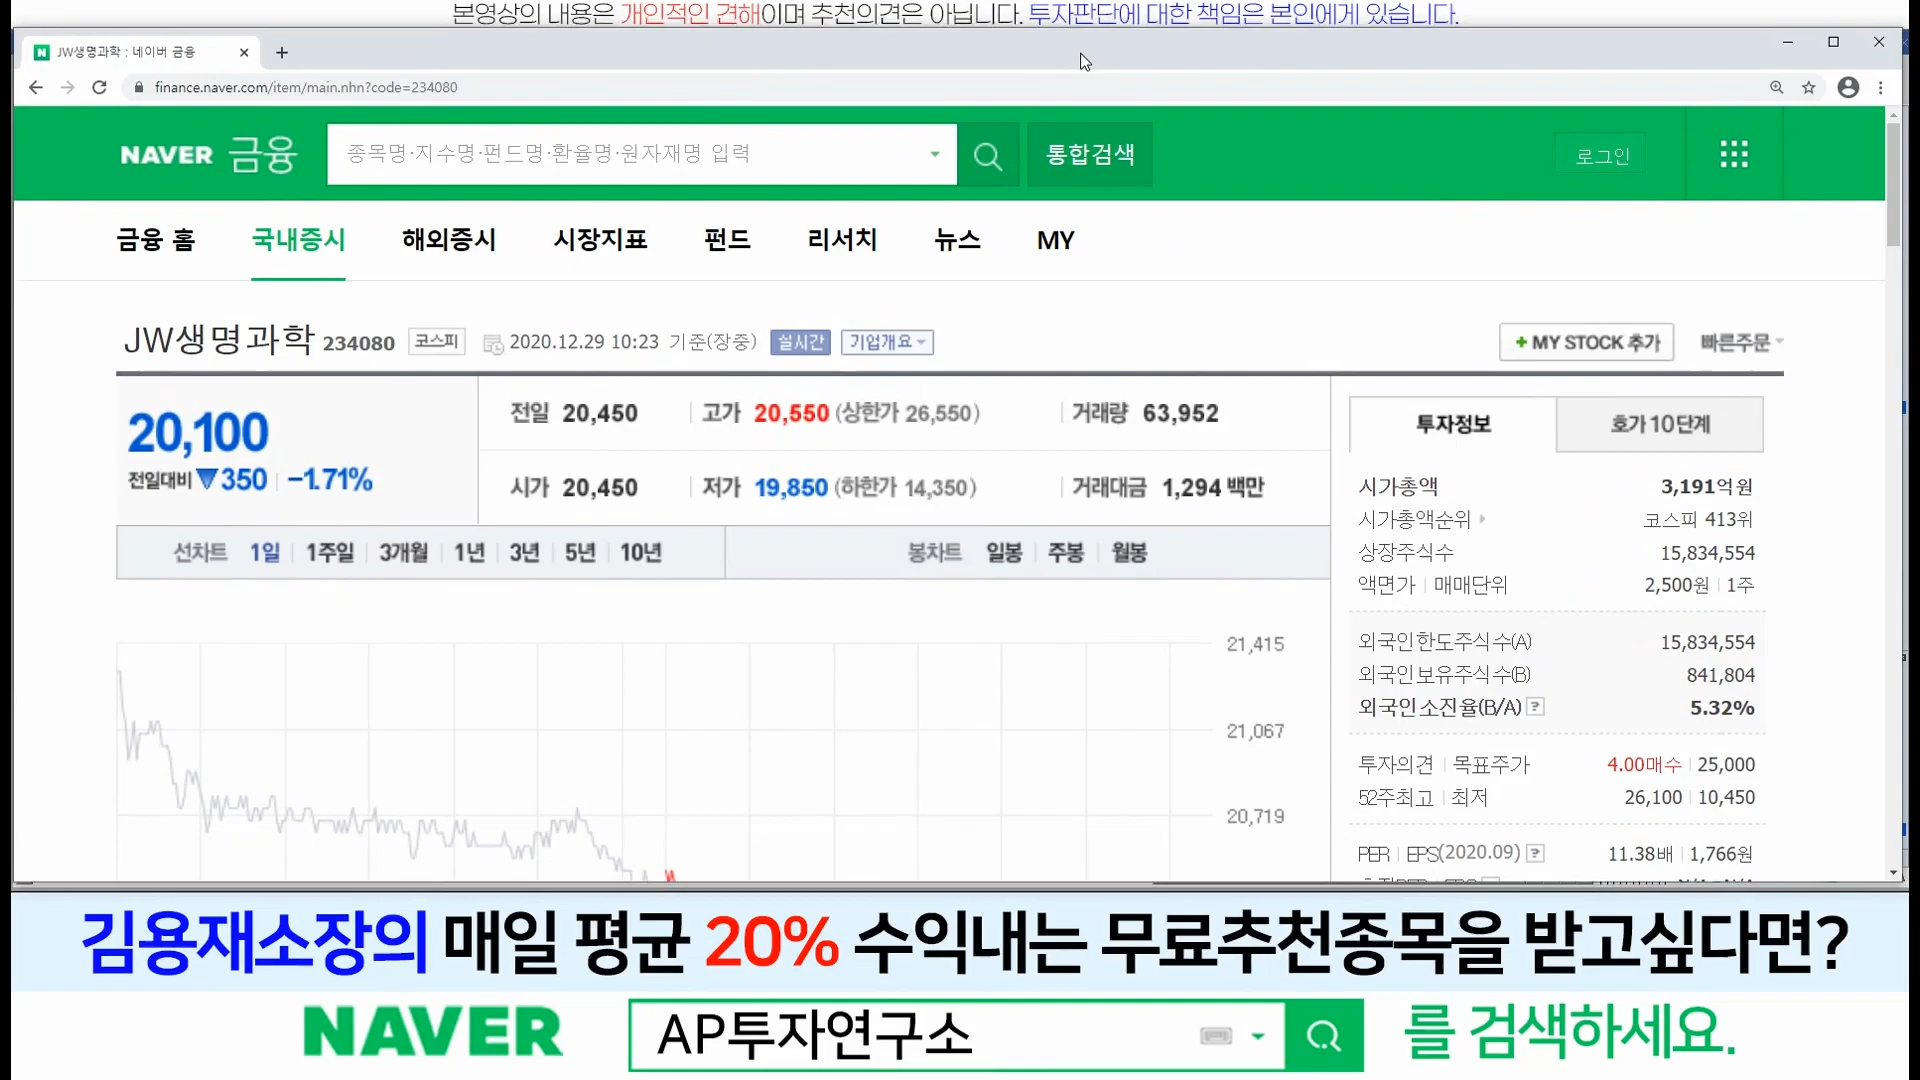 본영상의 내용은 개인적인 견해이며 추천의견은 아닙니다. 투자판단에 대한 책임은 본인에게 있습니다.
JW생명과학 : 네이버 금융
finance.naver.com/item/main.nhn?code=234080
NAVER 금융 종목명·지수명·펀드명·환율명·원자재명 입력 통합검색 로그인
금융 홈 국내증시 해외증시 시장지표 펀드 리서치 뉴스 MY
JW생명과학 234080 코스피 2020.12.29 10:23 기준(장중) 실시간 기업개요 + MY STOCK 추가 빠른주문
20,100
전일대비 ▼350 -1.71%
전일 20,450 고가 20,550 (상한가 26,550) 거래량 63,952
시가 20,450 저가 19,850 (하한가 14,350) 거래대금 1,294 백만
선차트 1일 1주일 3개월 1년 3년 5년 10년 봉차트 일봉 주봉 월봉
21,415
21,067
20,719
투자정보 호가 10단계
시가총액 3,191억원
시가총액순위 코스피 413위
상장주식수 15,834,554
액면가 매매단위 2,500원 1주
외국인한도주식수(A) 15,834,554
외국인보유주식수(B) 841,804
외국인소진율(B/A) ? 5.32%
투자의견 목표주가 4.00매수 25,000
52주최고 최저 26,100 10,450
PER EPS(2020.09) ? 11.38배 1,766원
김용재소장의 매일 평균 20% 수익내는 무료추천종목을 받고싶다면?
NAVER AP투자연구소 를 검색하세요.